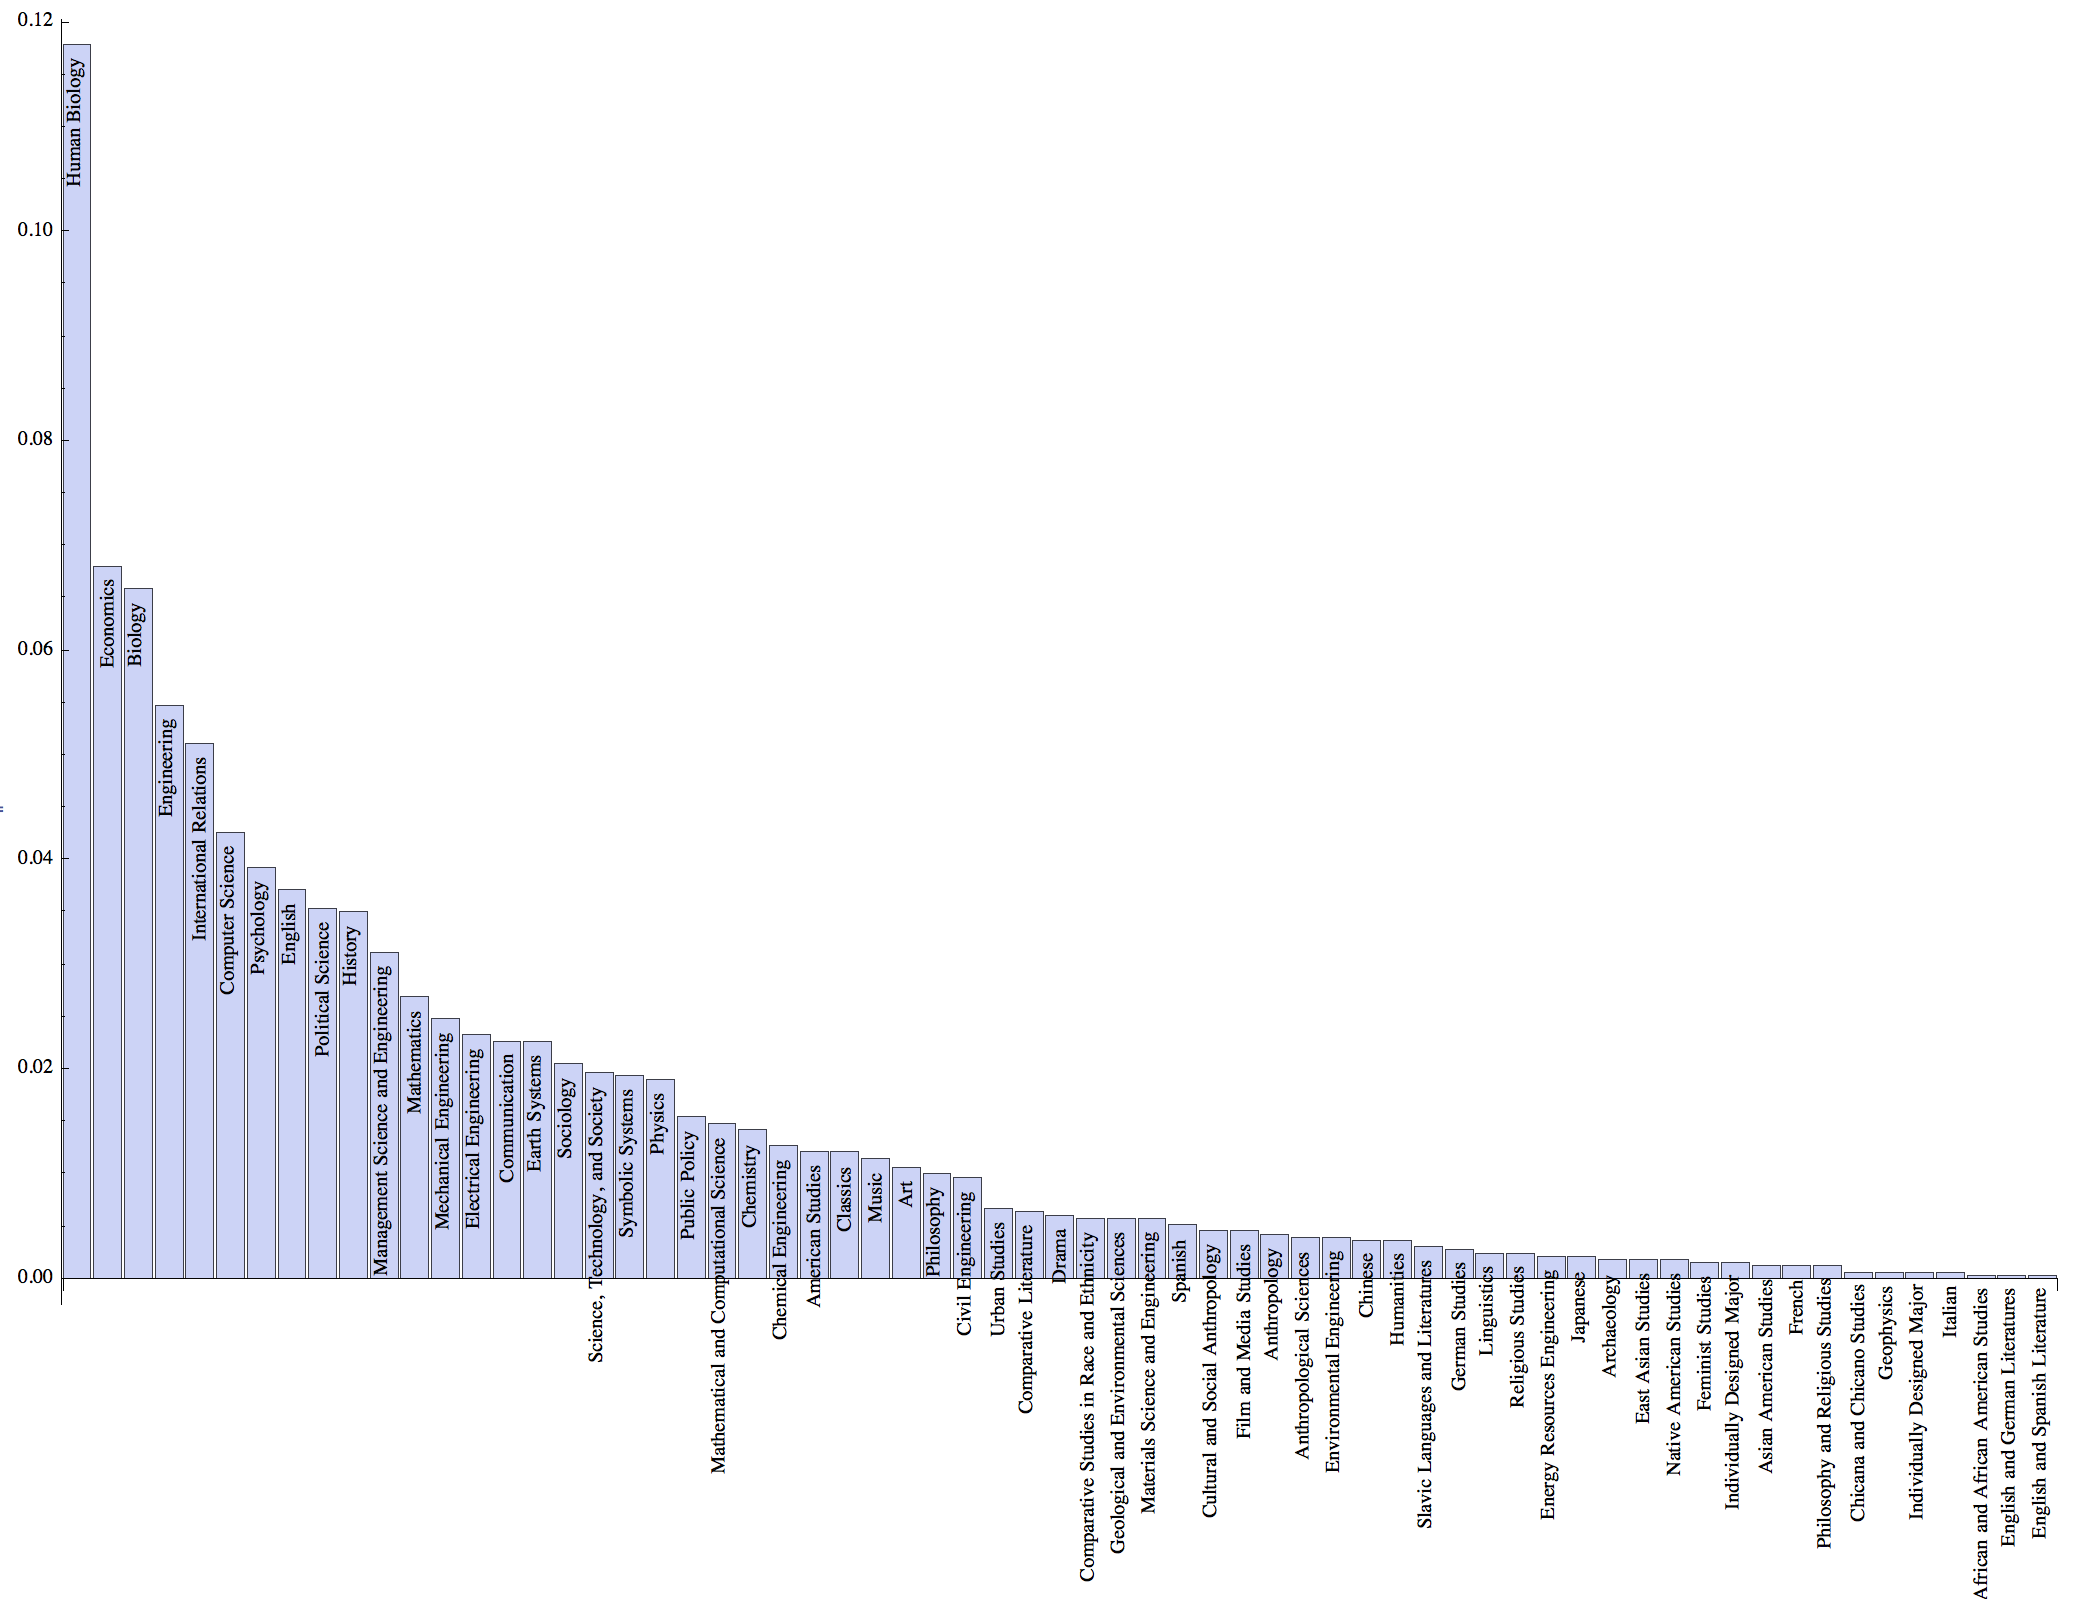 0.12
0.10
0.08
0.06
0.04
0.02
0.00
Human Biology
Economics
Biology
Engineering
International Relations
Computer Science
Psychology
English
Political Science
History
Management Science and Engineering
Mathematics
Mechanical Engineering
Electrical Engineering
Communication
Earth Systems
Sociology
Science, Technology, and Society
Symbolic Systems
Physics
Public Policy
Mathematical and Computational Science
Chemistry
Chemical Engineering
American Studies
Classics
Music
Art
Philosophy
Civil Engineering
Urban Studies
Comparative Literature
Drama
Comparative Studies in Race and Ethnicity
Geological and Environmental Sciences
Materials Science and Engineering
Spanish
Cultural and Social Anthropology
Film and Media Studies
Anthropology
Anthropological Sciences
Environmental Engineering
Chinese
Humanities
Slavic Languages and Literatures
German Studies
Linguistics
Religious Studies
Energy Resources Engineering
Japanese
Archaeology
East Asian Studies
Native American Studies
Feminist Studies
Individually Designed Major
Asian American Studies
French
Philosophy and Religious Studies
Chicana and Chicano Studies
Geophysics
Individually Designed Major
Italian
African and African American Studies
English and German Literatures
English and Spanish Literature